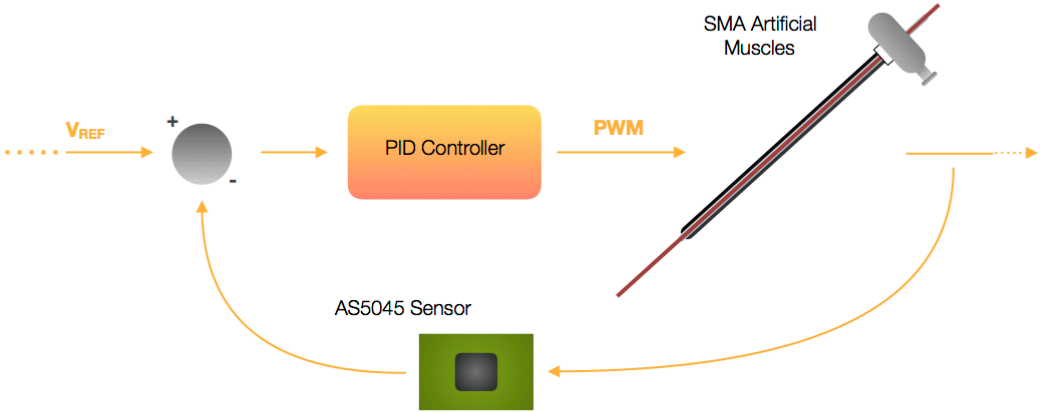 SMA Artificial
Muscles
VREF
+
PID Controller
PWM
-
AS5045 Sensor